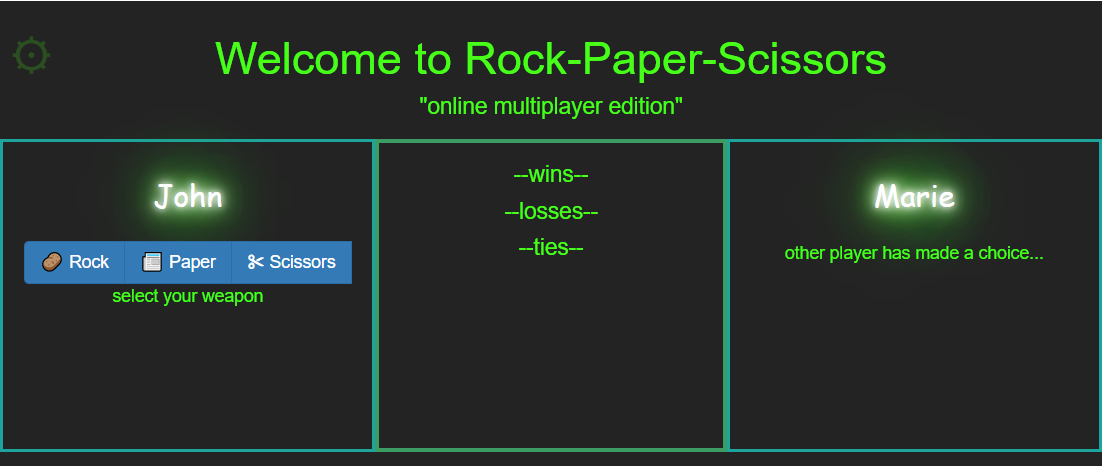 Welcome to Rock-Paper-Scissors
"online multiplayer edition"
John
Rock Paper Scissors
select your weapon
--wins--
--losses--
--ties--
Marie
other player has made a choice...